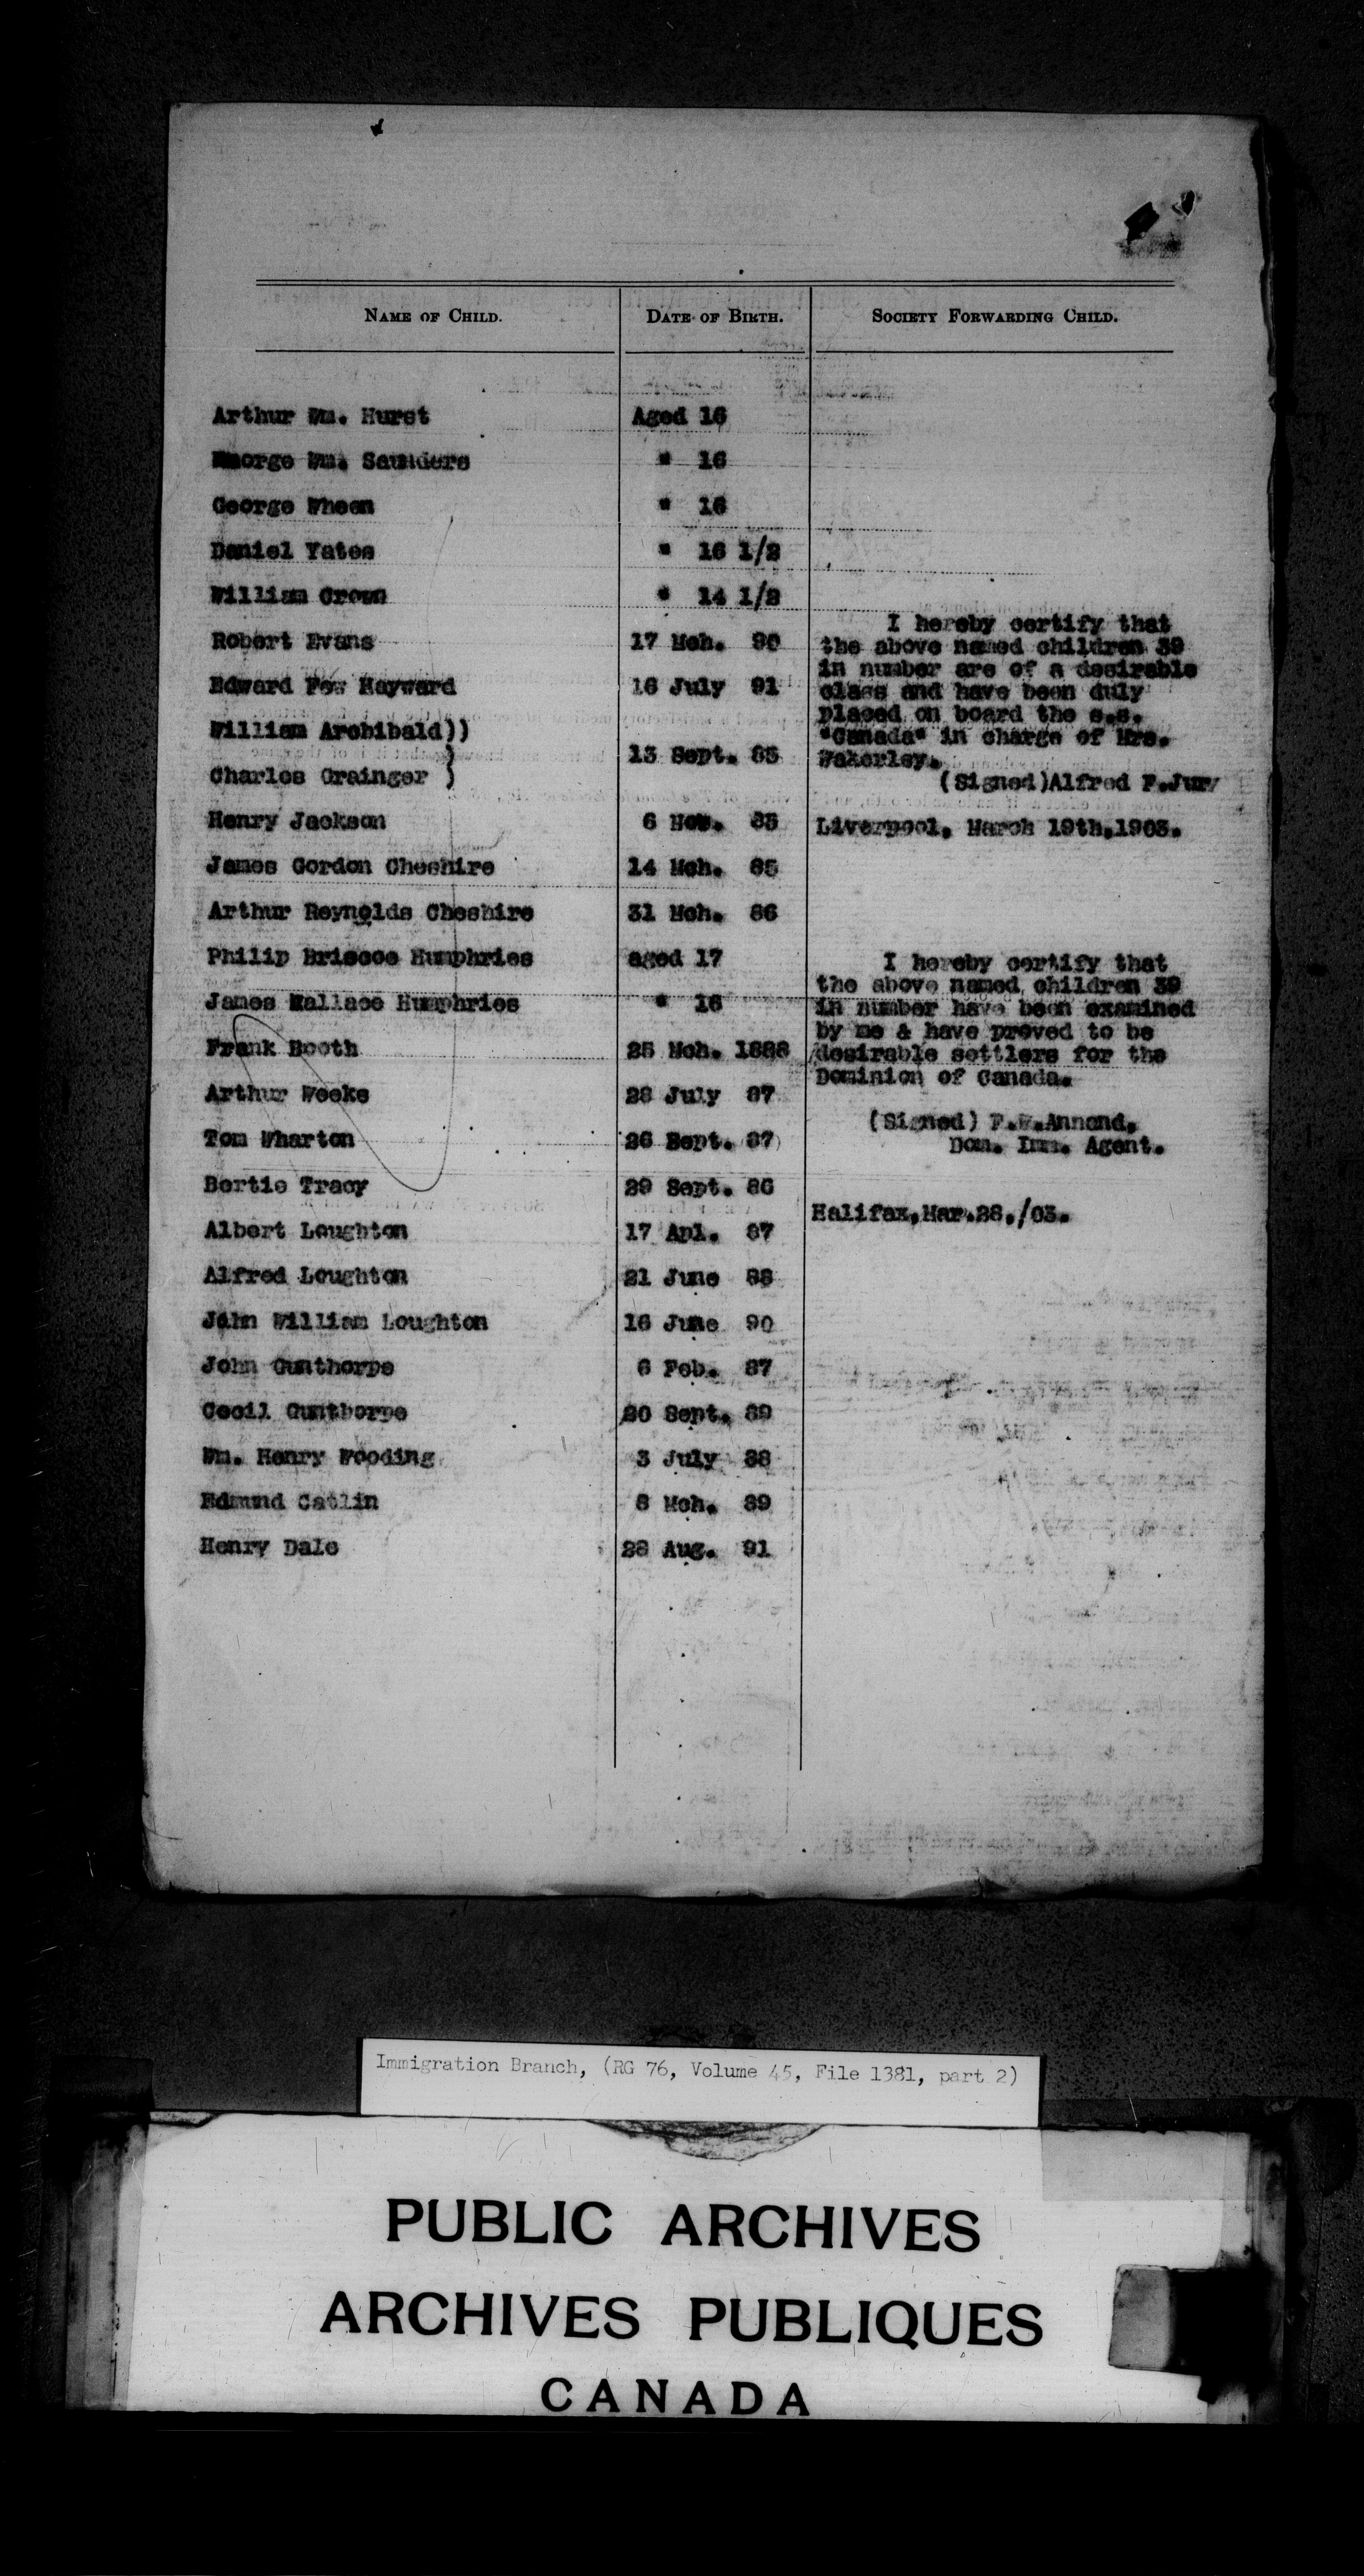 NAME OF CHILD. DATE OF BIRTH. SOCIETY FORWARDING CHILD.
Arthur Wm. Hurst Aged 16
George Wm. Saunders " 16
George Wheen " 16
Daniel Yates " 16 1/2
William Crown " 14 1/2
Robert Evans 17 Mch. 90
Edward Fow Hayward 16 July 91
William Archibald))
Charles Grainger ) 13 Sept. 85
Henry Jackson 6 Nov. 85
James Gordon Cheshire 14 Mch. 85
Arthur Reynolds Cheshire 31 Mch. 86
Philip Briscoe Humphries aged 17
James Wallace Humphries " 16
Frank Booth 25 Mch. 1888
Arthur Weeks 28 July 87
Tom Wharton 26 Sept. 87
Bertie Tracy 29 Sept. 86
Albert Loughton 17 Apl. 87
Alfred Loughton 21 June 88
John William Loughton 16 June 90
John Gunthorpe 6 Feb. 87
Cecil Gunthorpe 20 Sept. 89
Wm. Henry Wooding 3 July 88
Edmund Catlin 8 Mch. 89
Henry Dale 28 Aug. 91
I hereby certify that
the above named children 39
in number are of a desirable
class and have been duly
placed on board the s.s.
"Canada" in charge of Mrs.
Wakerley.
(Signed)Alfred F.Jury
Liverpool, March 19th,1903.
I hereby certify that
the above named children 39
in number have been examined
by me & have proved to be
desirable settlers for the
Dominion of Canada.
(Signed) F.W.Annand,
Dom. Imm. Agent.
Halifax,Mar.28./03.
Immigration Branch, (RG 76, Volume 45, File 1381, part 2)
PUBLIC ARCHIVES
ARCHIVES PUBLIQUES
CANADA